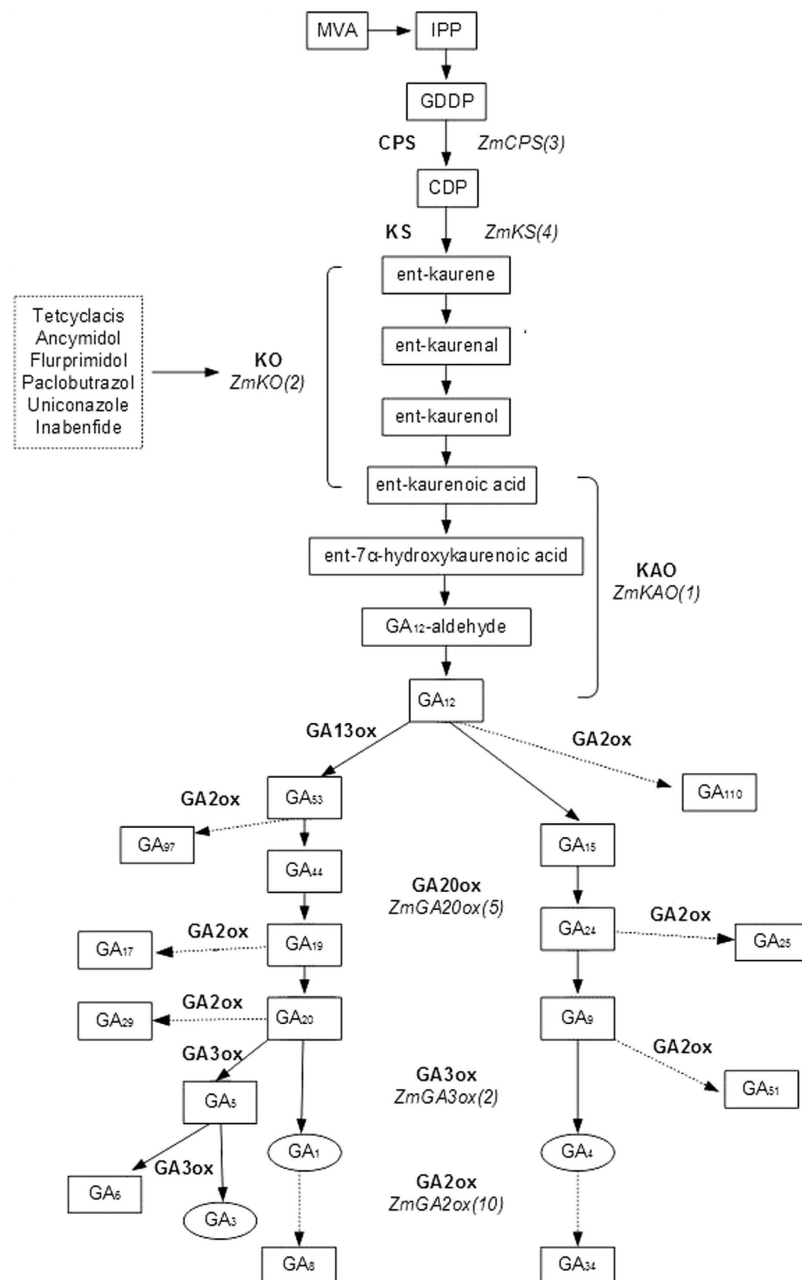 MVA
IPP
GDDP
CPS
ZmCPS(3)
CDP
KS
ZmKS(4)
ent-kaurene
Tetcyclacis
Ancymidol
Flurprimidol
Paclobutrazol
Uniconazole
Inabenfide
KO
ZmKO(2)
ent-kaurenal
ent-kaurenol
ent-kaurenoic acid
ent-7α-hydroxykaurenoic acid
KAO
ZmKAO(1)
GA12-aldehyde
GA12
GA13ox
GA2ox
GA110
GA53
GA2ox
GA97
GA15
GA44
GA20ox
ZmGA20ox(5)
GA24
GA2ox
GA25
GA2ox
GA19
GA17
GA2ox
GA20
GA29
GA9
GA2ox
GA51
GA3ox
GA5
GA3ox
ZmGA3ox(2)
GA1
GA4
GA3ox
GA6
GA3
GA2ox
ZmGA2ox(10)
GA8
GA34